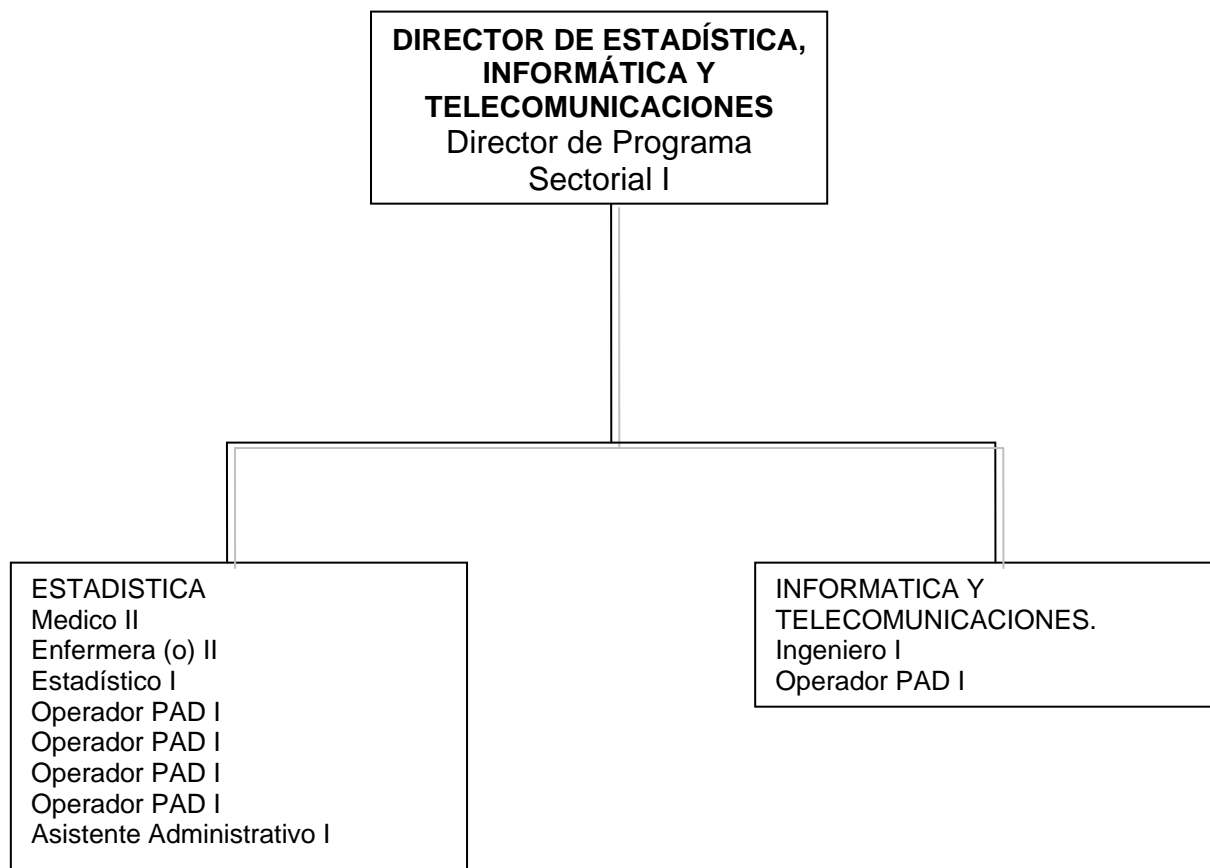 DIRECTOR DE ESTADÍSTICA,
INFORMÁTICA Y
TELECOMUNICACIONES
Director de Programa
Sectorial I
ESTADISTICA
Medico II
Enfermera (o) II
Estadístico I
Operador PAD I
Operador PAD I
Operador PAD I
Operador PAD I
Asistente Administrativo I
INFORMATICA Y
TELECOMUNICACIONES.
Ingeniero I
Operador PAD I